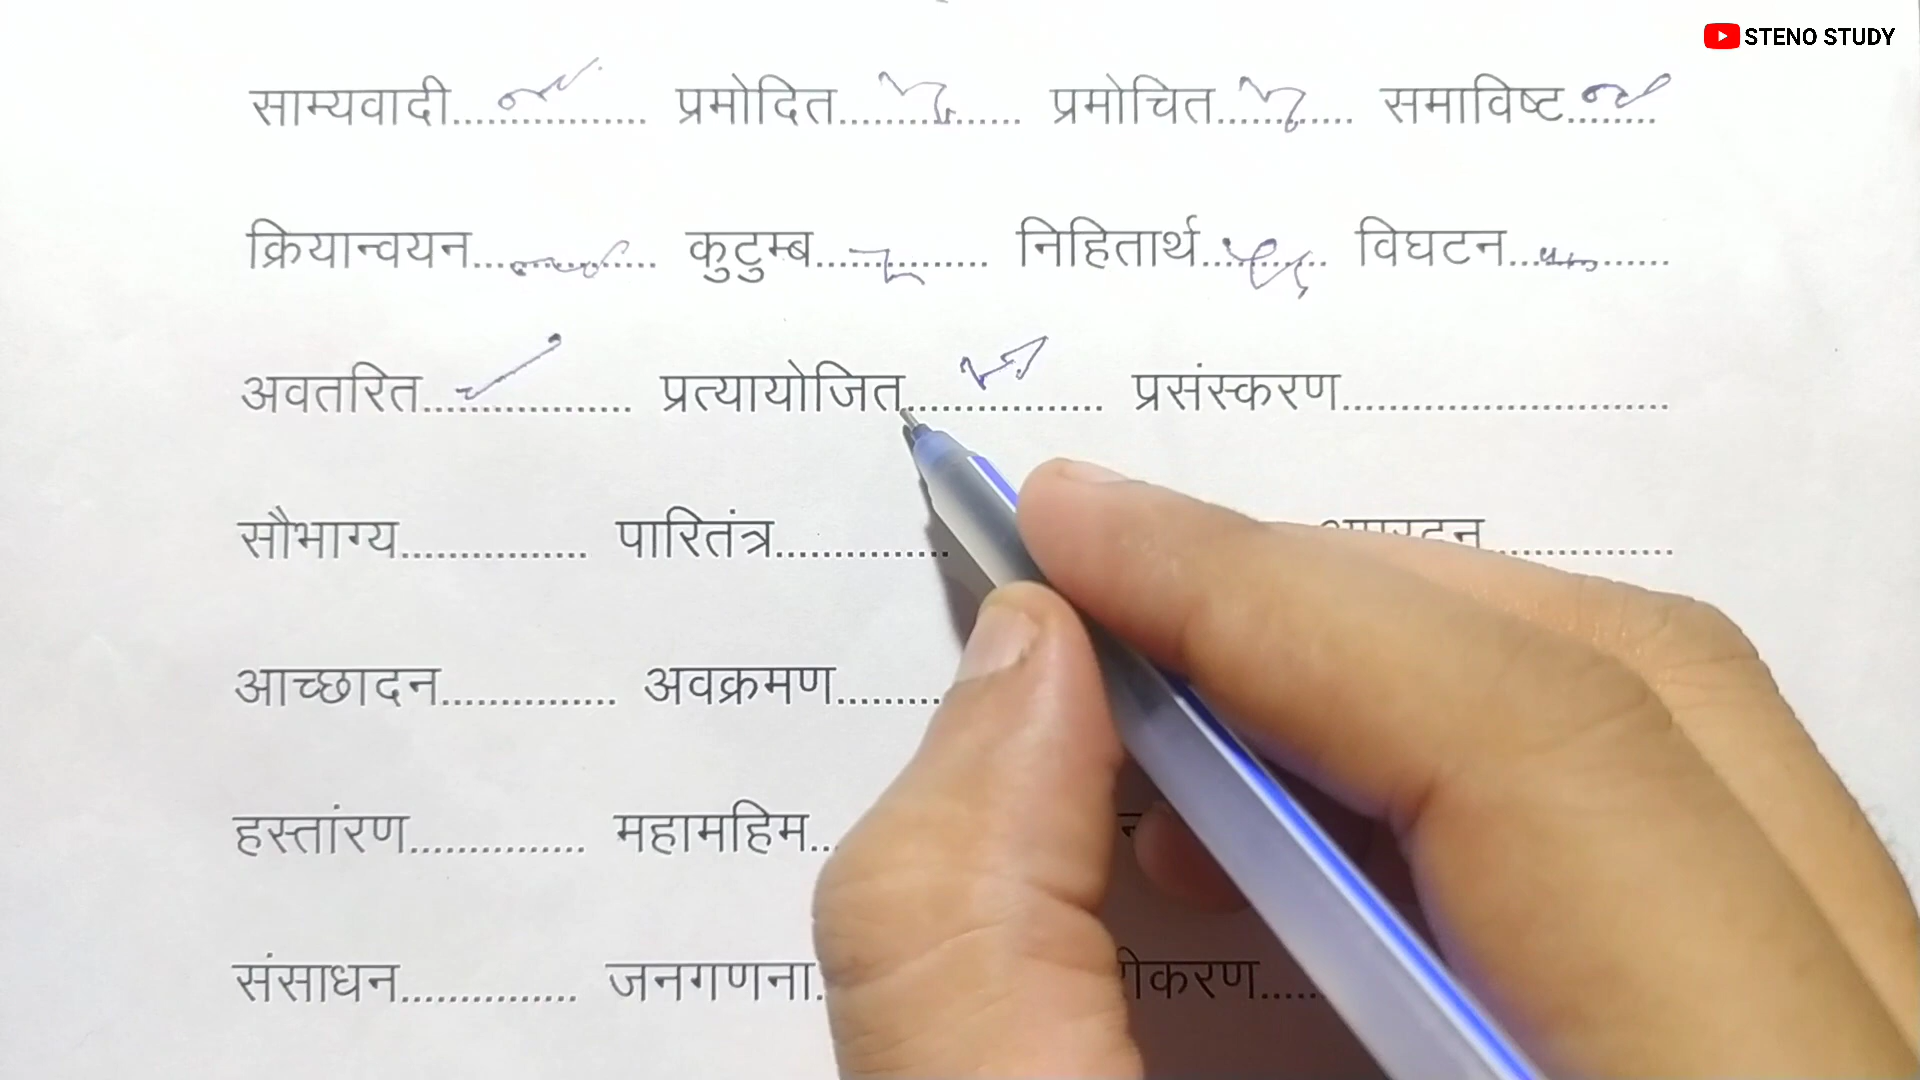 STENO STUDY
साम्यवादी................. प्रमोदित............... प्रमोचित........... समाविष्ट........
क्रियान्वयन............... कुटुम्ब.............. निहितार्थ.......... विघटन.............
अवतरित................. प्रत्यायोजित................ प्रसंस्करण...........................
सौभाग्य............... पारितंत्र..............
आच्छादन.............. अवक्रमण.........
हस्तांरण.............. महामहिम..
संसाधन.............. जनगणना.